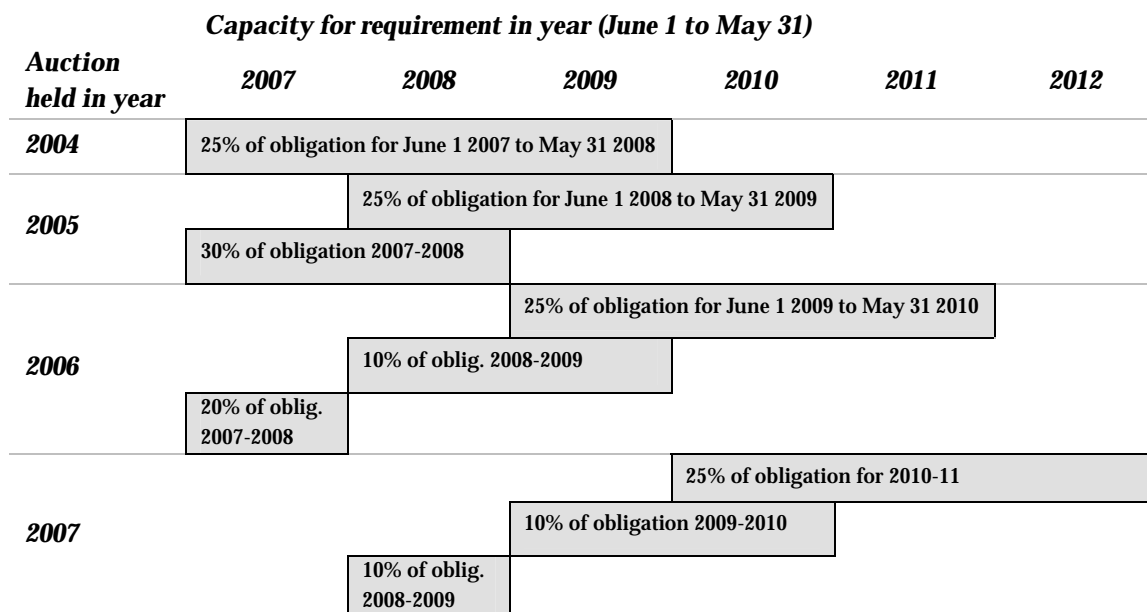 Capacity for requirement in year (June 1 to May 31)
Auction
held in year
2007 2008 2009 2010 2011 2012
2004
25% of obligation for June 1 2007 to May 31 2008
2005
25% of obligation for June 1 2008 to May 31 2009
30% of obligation 2007-2008
2006
25% of obligation for June 1 2009 to May 31 2010
10% of oblig. 2008-2009
20% of oblig.
2007-2008
2007
25% of obligation for 2010-11
10% of obligation 2009-2010
10% of oblig.
2008-2009